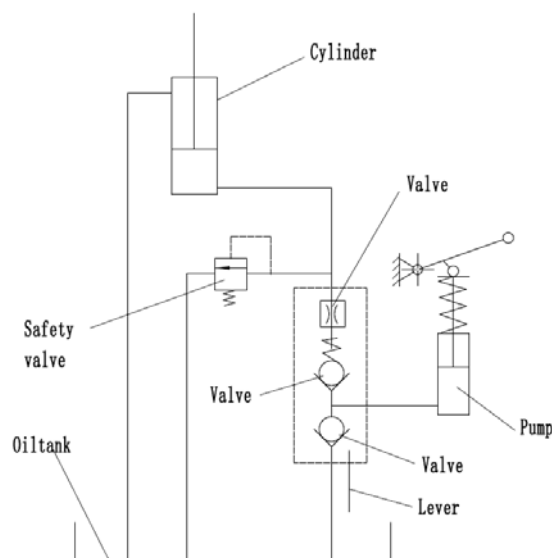 Cylinder
Valve
Safety
valve
Valve
Pump
Oiltank
Valve
Lever